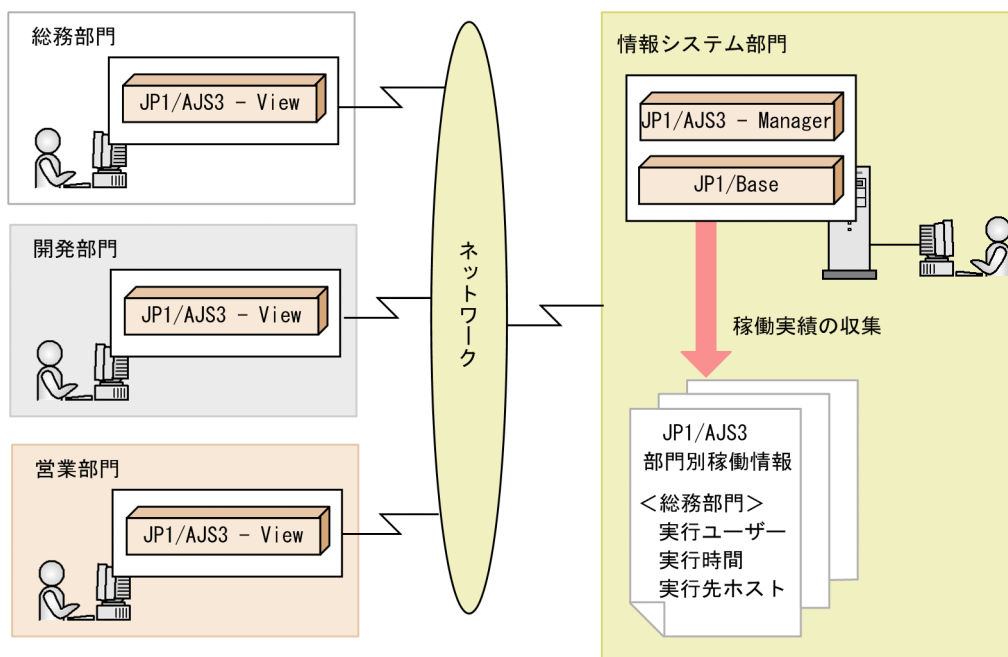 総務部門
JP1/AJS3 - View
開発部門
JP1/AJS3 - View
営業部門
JP1/AJS3 - View
ネットワーク
情報システム部門
JP1/AJS3 - Manager
JP1/Base
稼働実績の収集
JP1/AJS3
部門別稼働情報
＜総務部門＞
実行ユーザー
実行時間
実行先ホスト